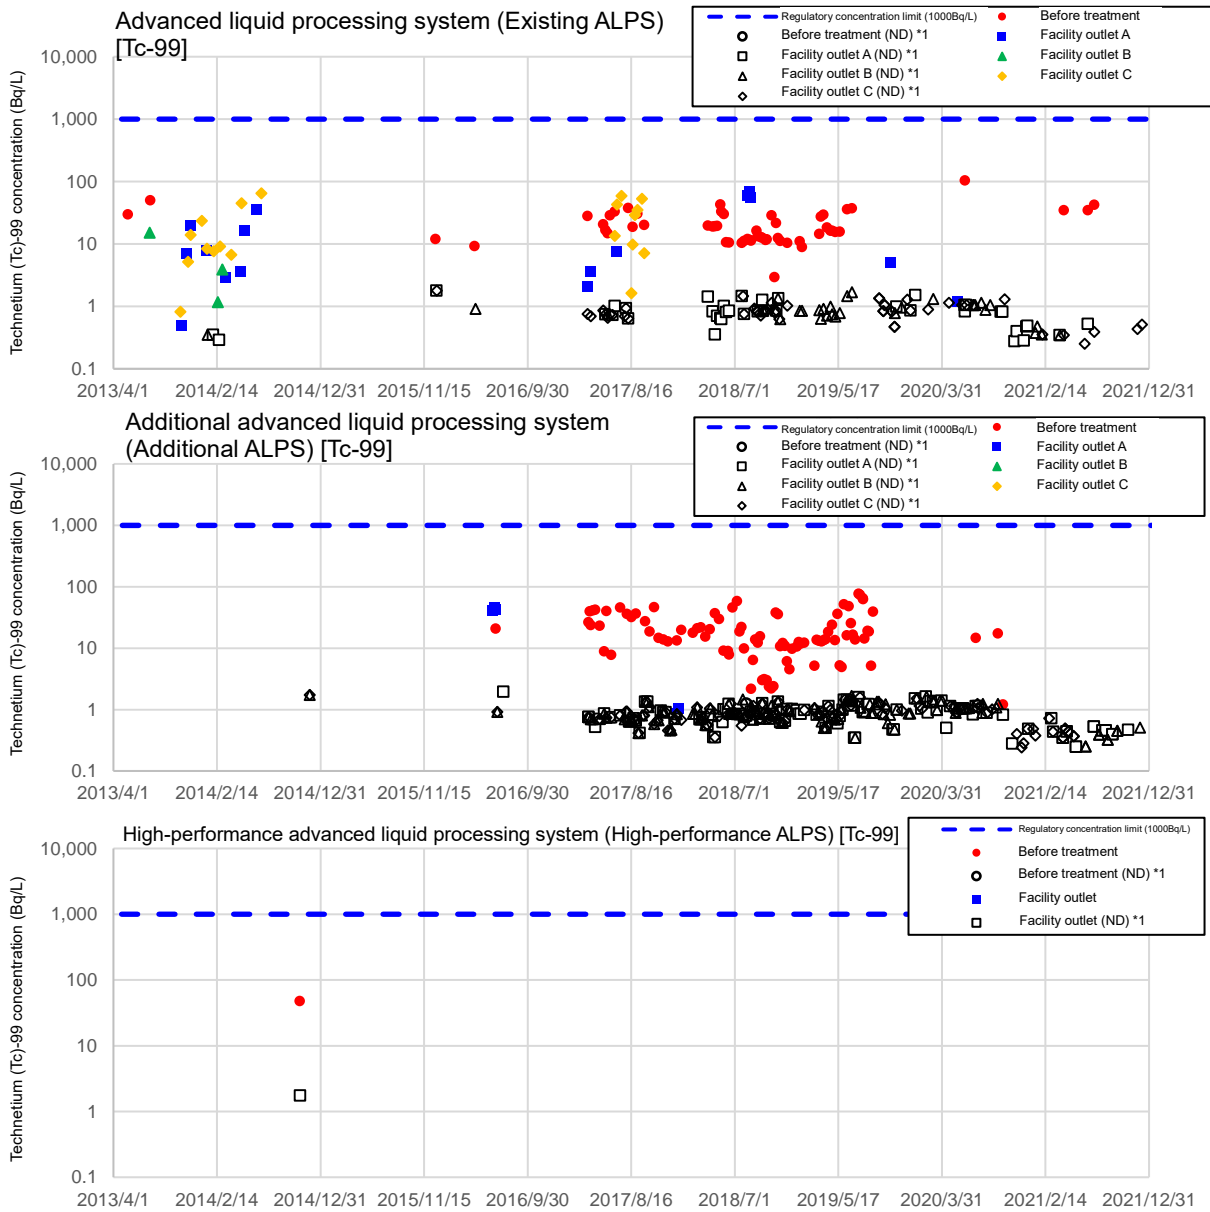 Advanced liquid processing system (Existing ALPS)
[Tc-99]
Regulatory concentration limit (1000Bq/L)
Before treatment
Before treatment (ND) *1
Facility outlet A
Facility outlet A (ND) *1
Facility outlet B
Facility outlet B (ND) *1
Facility outlet C
Facility outlet C (ND) *1
Technetium (Tc)-99 concentration (Bq/L)
10,000
1,000
100
10
1
0.1
2013/4/1 2014/2/14 2014/12/31 2015/11/15 2016/9/30 2017/8/16 2018/7/1 2019/5/17 2020/3/31 2021/2/14 2021/12/31
Additional advanced liquid processing system
(Additional ALPS) [Tc-99]
Regulatory concentration limit (1000Bq/L)
Before treatment
Before treatment (ND) *1
Facility outlet A
Facility outlet A (ND) *1
Facility outlet B
Facility outlet B (ND) *1
Facility outlet C
Facility outlet C (ND) *1
Technetium (Tc)-99 concentration (Bq/L)
10,000
1,000
100
10
1
0.1
2013/4/1 2014/2/14 2014/12/31 2015/11/15 2016/9/30 2017/8/16 2018/7/1 2019/5/17 2020/3/31 2021/2/14 2021/12/31
High-performance advanced liquid processing system (High-performance ALPS) [Tc-99]
Regulatory concentration limit (1000Bq/L)
Before treatment
Before treatment (ND) *1
Facility outlet
Facility outlet (ND) *1
Technetium (Tc)-99 concentration (Bq/L)
10,000
1,000
100
10
1
0.1
2013/4/1 2014/2/14 2014/12/31 2015/11/15 2016/9/30 2017/8/16 2018/7/1 2019/5/17 2020/3/31 2021/2/14 2021/12/31